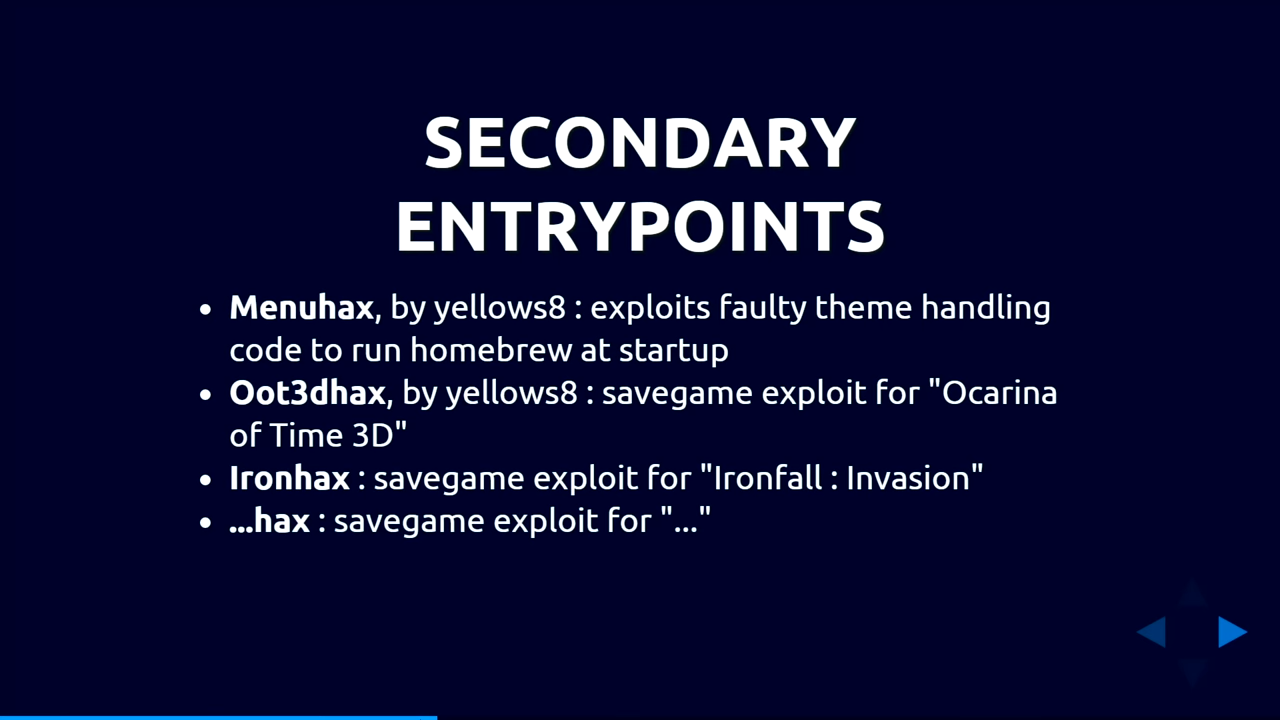 SECONDARY
ENTRYPOINTS
• Menuhax, by yellows8 : exploits faulty theme handling
code to run homebrew at startup
• Oot3dhax, by yellows8 : savegame exploit for "Ocarina
of Time 3D"
• Ironhax : savegame exploit for "Ironfall : Invasion"
• ...hax : savegame exploit for "..."